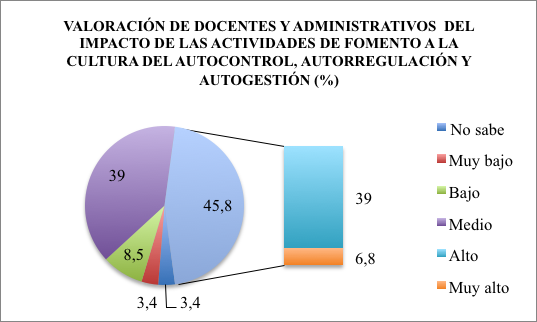 VALORACIÓN DE DOCENTES Y ADMINISTRATIVOS DEL
IMPACTO DE LAS ACTIVIDADES DE FOMENTO A LA
CULTURA DEL AUTOCONTROL, AUTORREGULACIÓN Y
AUTOGESTIÓN (%)
39
45,8
8,5
3,4
3,4
39
6,8
No sabe
Muy bajo
Bajo
Medio
Alto
Muy alto